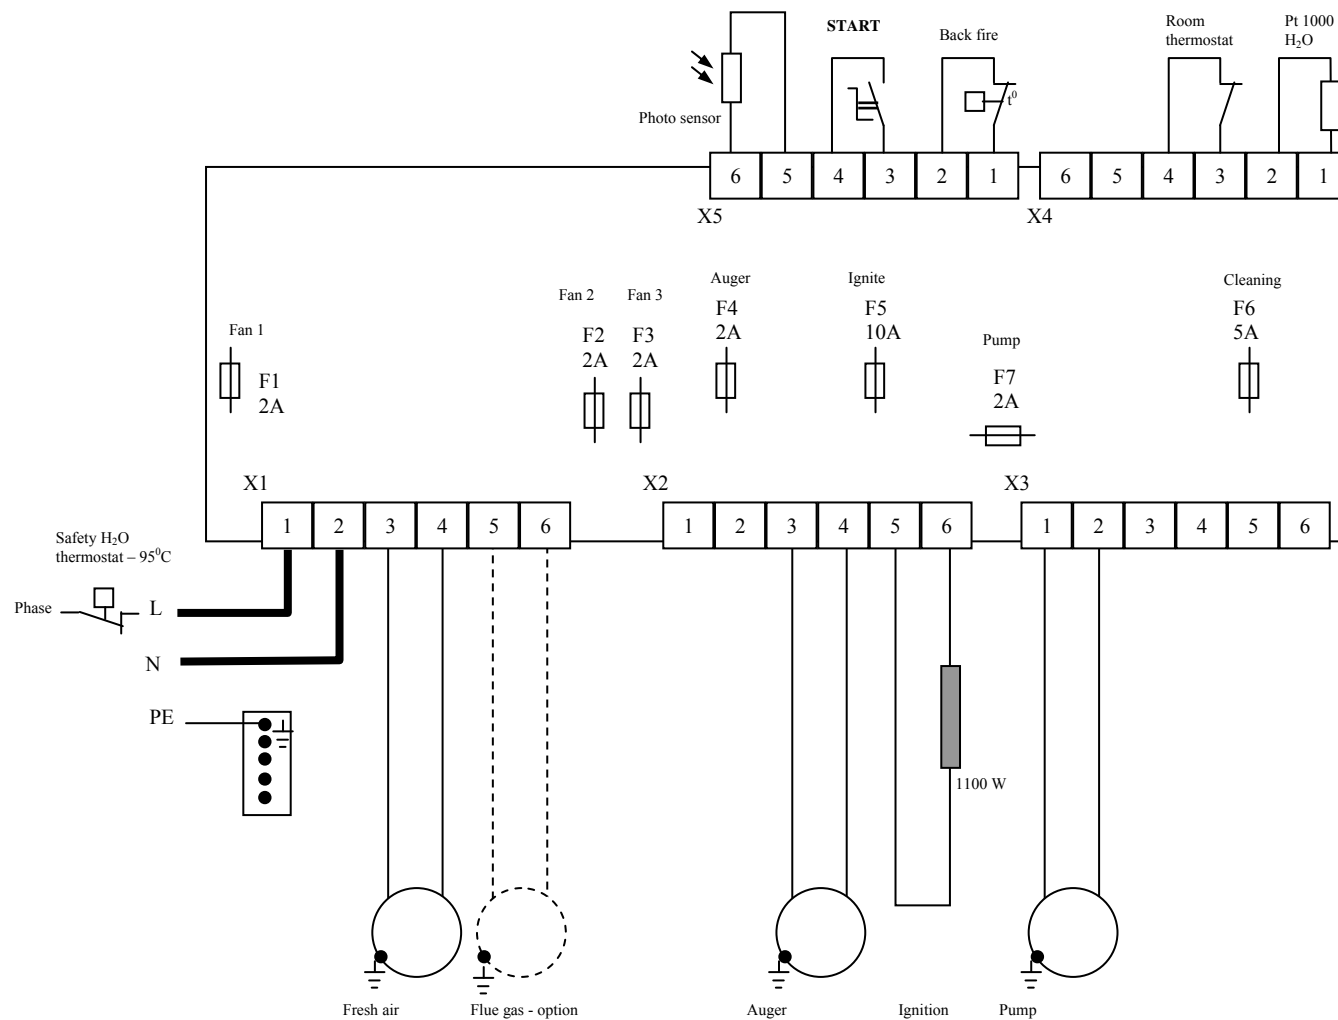 START
Back fire
Room
thermostat
Pt 1000
H₂O
Photo sensor
t⁰
6 5 4 3 2 1
6 5 4 3 2 1
X5
X4
Auger
F4
2A
Ignite
F5
10A
Cleaning
F6
5A
Fan 2
F2
2A
Fan 3
F3
2A
Fan 1
F1
2A
Pump
F7
2A
X1
X2
X3
1 2 3 4 5 6
1 2 3 4 5 6
1 2 3 4 5 6
Safety H₂O
thermostat – 95⁰C
Phase
L
N
PE
1100 W
Fresh air
Flue gas - option
Auger
Ignition
Pump